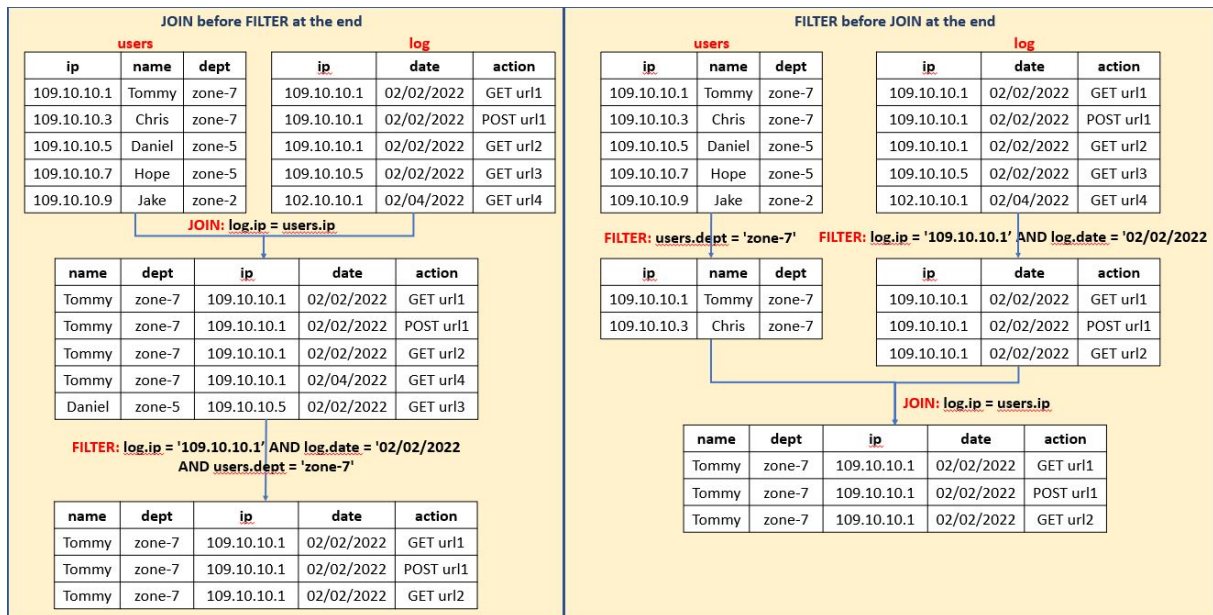 JOIN before FILTER at the end
users
ip name dept
109.10.10.1 Tommy zone-7
109.10.10.3 Chris zone-7
109.10.10.5 Daniel zone-5
109.10.10.7 Hope zone-5
109.10.10.9 Jake zone-2
log
ip date action
109.10.10.1 02/02/2022 GET url1
109.10.10.1 02/02/2022 POST url1
109.10.10.1 02/02/2022 GET url2
109.10.10.5 02/02/2022 GET url3
102.10.10.1 02/04/2022 GET url4
JOIN: log.ip = users.ip
name dept ip date action
Tommy zone-7 109.10.10.1 02/02/2022 GET url1
Tommy zone-7 109.10.10.1 02/02/2022 POST url1
Tommy zone-7 109.10.10.1 02/02/2022 GET url2
Tommy zone-7 109.10.10.1 02/04/2022 GET url4
Daniel zone-5 109.10.10.5 02/02/2022 GET url3
FILTER: log.ip = '109.10.10.1’ AND log.date = '02/02/2022
AND users.dept = 'zone-7'
name dept ip date action
Tommy zone-7 109.10.10.1 02/02/2022 GET url1
Tommy zone-7 109.10.10.1 02/02/2022 POST url1
Tommy zone-7 109.10.10.1 02/02/2022 GET url2
FILTER before JOIN at the end
users
ip name dept
109.10.10.1 Tommy zone-7
109.10.10.3 Chris zone-7
109.10.10.5 Daniel zone-5
109.10.10.7 Hope zone-5
109.10.10.9 Jake zone-2
log
ip date action
109.10.10.1 02/02/2022 GET url1
109.10.10.1 02/02/2022 POST url1
109.10.10.1 02/02/2022 GET url2
109.10.10.5 02/02/2022 GET url3
102.10.10.1 02/04/2022 GET url4
FILTER: users.dept = 'zone-7'
FILTER: log.ip = '109.10.10.1’ AND log.date = '02/02/2022
ip name dept
109.10.10.1 Tommy zone-7
109.10.10.3 Chris zone-7
ip date action
109.10.10.1 02/02/2022 GET url1
109.10.10.1 02/02/2022 POST url1
109.10.10.1 02/02/2022 GET url2
JOIN: log.ip = users.ip
name dept ip date action
Tommy zone-7 109.10.10.1 02/02/2022 GET url1
Tommy zone-7 109.10.10.1 02/02/2022 POST url1
Tommy zone-7 109.10.10.1 02/02/2022 GET url2